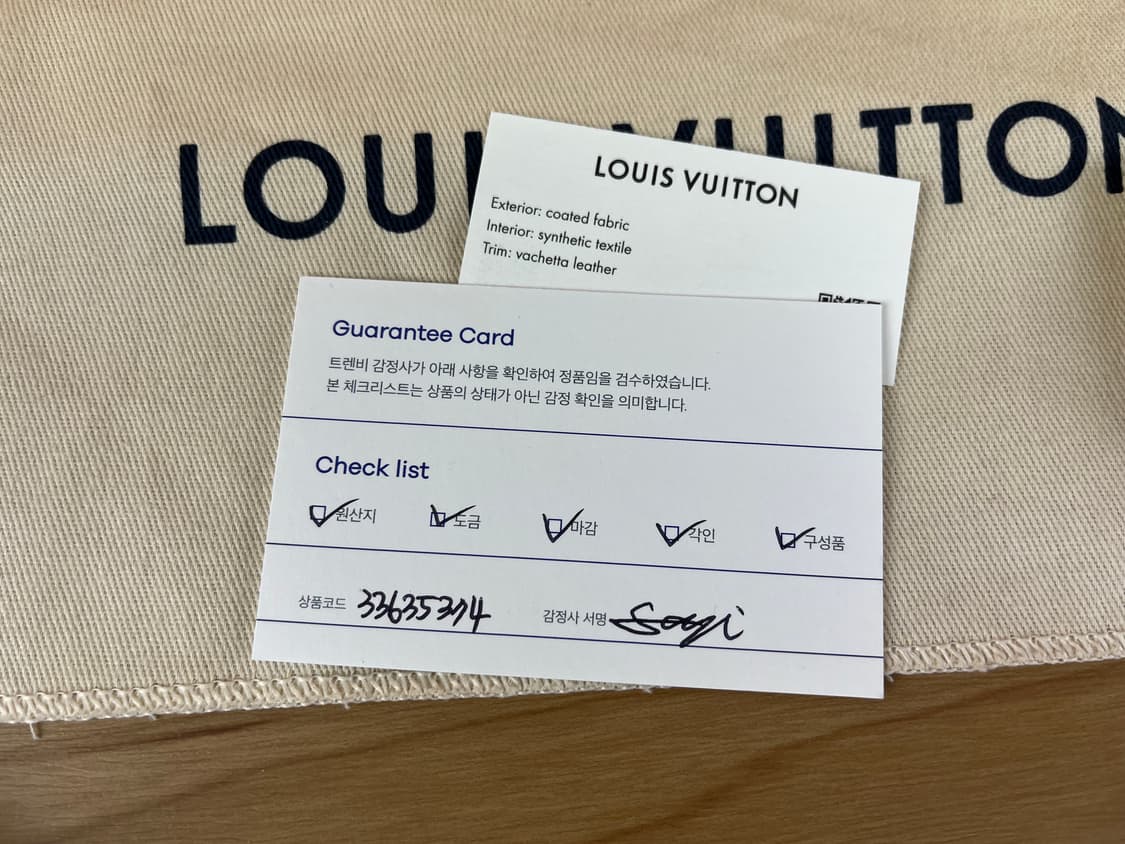 LOUIS VUITTON
LOUIS VUITTON
Exterior: coated fabric
Interior: synthetic textile
Trim: vachetta leather
Guarantee Card
트렌비 감정사가 아래 사항을 확인하여 정품임을 검수하였습니다.
본 체크리스트는 상품의 상태가 아닌 감정 확인을 의미합니다.
Check list
원산지 도금 마감 각인 구성품
상품코드 33635374 감정사 서명